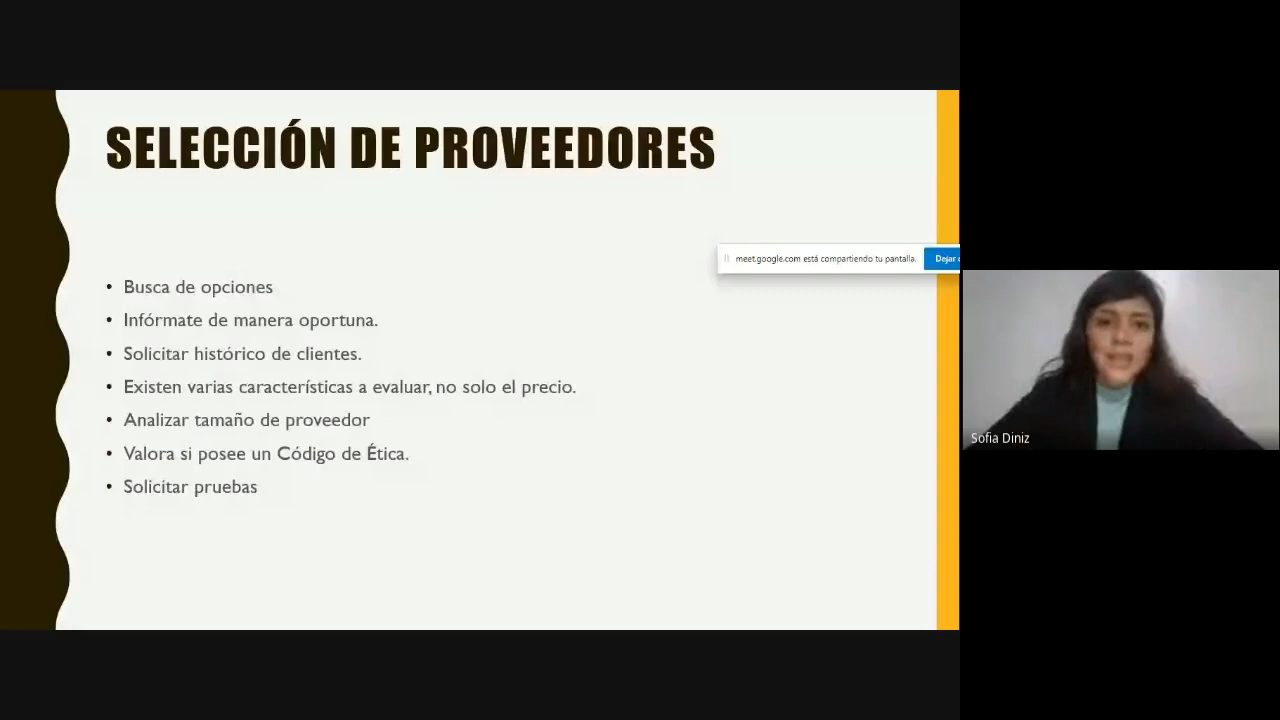 SELECCIÓN DE PROVEEDORES
meet.google.com está compartiendo tu pantalla.
Dejar
• Busca de opciones
• Infórmate de manera oportuna.
• Solicitar histórico de clientes.
• Existen varias características a evaluar, no solo el precio.
• Analizar tamaño de proveedor
• Valora si posee un Código de Ética.
• Solicitar pruebas
Sofia Diniz